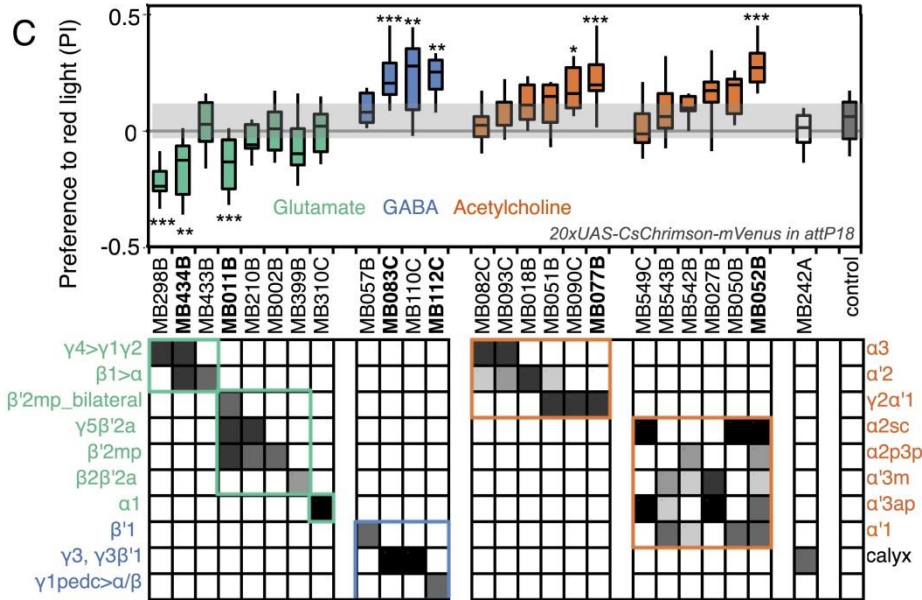 C
Preference to red light (PI)
0.5
0
-0.5
***
**
***
***
**
**
*
***
***
Glutamate GABA Acetylcholine
20xUAS-CsChrimson-mVenus in attP18
MB298B
MB434B
MB433B
MB011B
MB210B
MB002B
MB399B
MB310C
MB057B
MB083C
MB110C
MB112C
MB082C
MB093C
MB018B
MB051B
MB090C
MB077B
MB549C
MB543B
MB542B
MB027B
MB050B
MB052B
MB242A
control
γ4>γ1γ2
β1>α
β'2mp_bilateral
γ5β'2a
β'2mp
β2β'2a
α1
β'1
γ3, γ3β'1
γ1pedc>α/β
α3
α'2
γ2α'1
α2sc
α2p3p
α'3m
α'3ap
α'1
calyx